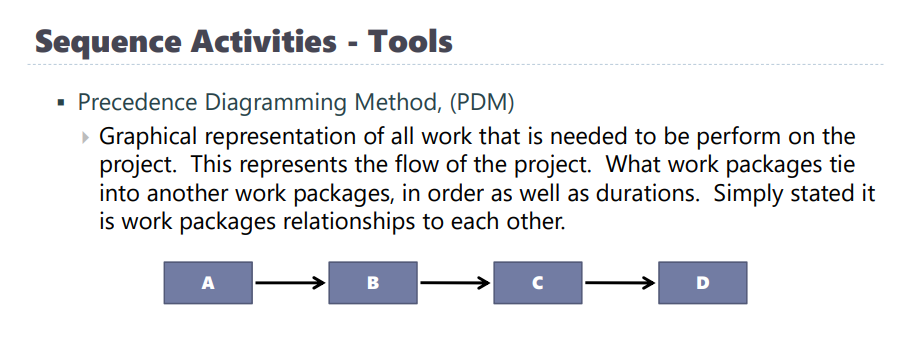 Sequence Activities - Tools
▪ Precedence Diagramming Method, (PDM)
Graphical representation of all work that is needed to be perform on the
project.  This represents the flow of the project.  What work packages tie
into another work packages, in order as well as durations.  Simply stated it
is work packages relationships to each other.
A B C D